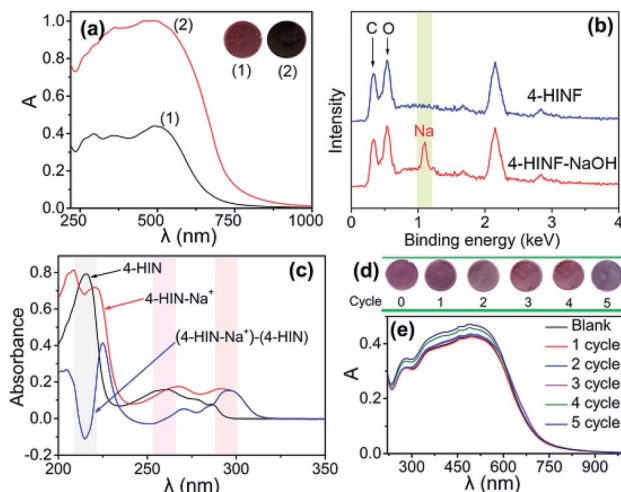 (a)
(2)
(1)
(2)
(1)
A
1.0
0.8
0.6
0.4
0.2
0.0
250 500 750 1000
λ (nm)
(b)
C O
4-HINF
Na
4-HINF-NaOH
Intensity
0 1 2 3 4
Binding energy (keV)
(c)
4-HIN
4-HIN-Na⁺
(4-HIN-Na⁺)-(4-HIN)
Absorbance
0.8
0.6
0.4
0.2
0.0
-0.2
200 250 300 350
λ (nm)
(d)
Cycle 0 1 2 3 4 5
(e)
Blank
1 cycle
2 cycle
3 cycle
4 cycle
5 cycle
A
0.4
0.2
0.0
300 450 600 750 900
λ (nm)